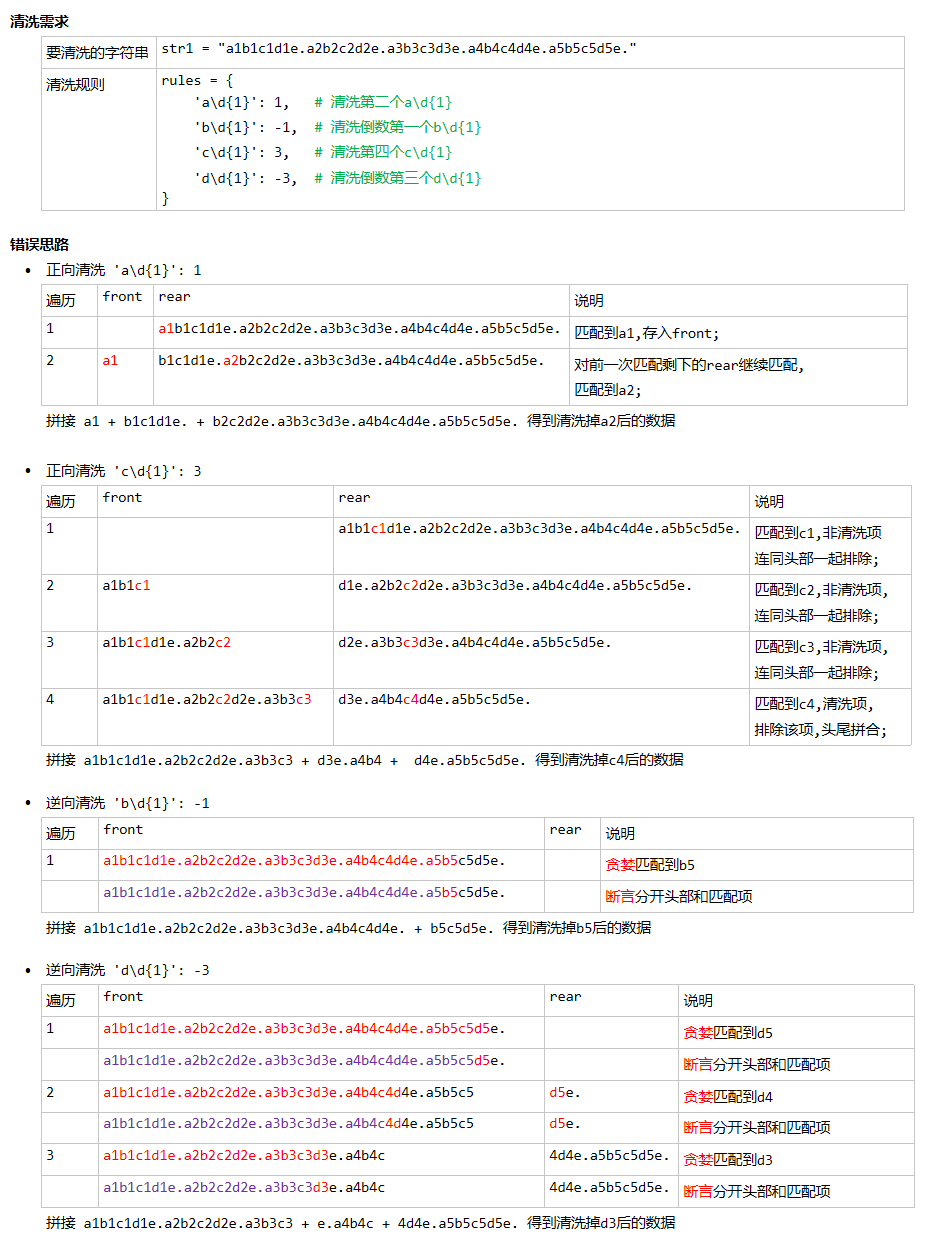 清洗需求
要清洗的字符串 str1 = "a1b1c1d1e.a2b2c2d2e.a3b3c3d3e.a4b4c4d4e.a5b5c5d5e."
清洗规则 rules = {
'a\d{1}': 1, # 清洗第二个a\d{1}
'b\d{1}': -1, # 清洗倒数第一个b\d{1}
'c\d{1}': 3, # 清洗第四个c\d{1}
'd\d{1}': -3, # 清洗倒数第三个d\d{1}
}
错误思路
• 正向清洗 'a\d{1}': 1
遍历 front rear 说明
1 a1b1c1d1e.a2b2c2d2e.a3b3c3d3e.a4b4c4d4e.a5b5c5d5e. 匹配到a1,存入front;
2 a1 b1c1d1e.a2b2c2d2e.a3b3c3d3e.a4b4c4d4e.a5b5c5d5e. 对前一次匹配剩下的rear继续匹配,
匹配到a2;
拼接 a1 + b1c1d1e. + b2c2d2e.a3b3c3d3e.a4b4c4d4e.a5b5c5d5e. 得到清洗掉a2后的数据
• 正向清洗 'c\d{1}': 3
遍历 front rear 说明
1 a1b1c1d1e.a2b2c2d2e.a3b3c3d3e.a4b4c4d4e.a5b5c5d5e. 匹配到c1,非清洗项
连同头部一起排除;
2 a1b1c1 d1e.a2b2c2d2e.a3b3c3d3e.a4b4c4d4e.a5b5c5d5e. 匹配到c2,非清洗项,
连同头部一起排除;
3 a1b1c1d1e.a2b2c2 d2e.a3b3c3d3e.a4b4c4d4e.a5b5c5d5e. 匹配到c3,非清洗项,
连同头部一起排除;
4 a1b1c1d1e.a2b2c2d2e.a3b3c3 d3e.a4b4c4d4e.a5b5c5d5e. 匹配到c4,清洗项,
排除该项,头尾拼合;
拼接 a1b1c1d1e.a2b2c2d2e.a3b3c3 + d3e.a4b4 + d4e.a5b5c5d5e. 得到清洗掉c4后的数据
• 逆向清洗 'b\d{1}': -1
遍历 front rear 说明
1 a1b1c1d1e.a2b2c2d2e.a3b3c3d3e.a4b4c4d4e.a5b5c5d5e. 贪婪匹配到b5
a1b1c1d1e.a2b2c2d2e.a3b3c3d3e.a4b4c4d4e.a5b5c5d5e. 断言分开头部和匹配项
拼接 a1b1c1d1e.a2b2c2d2e.a3b3c3d3e.a4b4c4d4e. + b5c5d5e. 得到清洗掉b5后的数据
• 逆向清洗 'd\d{1}': -3
遍历 front rear 说明
1 a1b1c1d1e.a2b2c2d2e.a3b3c3d3e.a4b4c4d4e.a5b5c5d5e. 贪婪匹配到d5
a1b1c1d1e.a2b2c2d2e.a3b3c3d3e.a4b4c4d4e.a5b5c5d5e. 断言分开头部和匹配项
2 a1b1c1d1e.a2b2c2d2e.a3b3c3d3e.a4b4c4d4e.a5b5c5 d5e. 贪婪匹配到d4
a1b1c1d1e.a2b2c2d2e.a3b3c3d3e.a4b4c4d4e.a5b5c5 d5e. 断言分开头部和匹配项
3 a1b1c1d1e.a2b2c2d2e.a3b3c3d3e.a4b4c 4d4e.a5b5c5d5e. 贪婪匹配到d3
a1b1c1d1e.a2b2c2d2e.a3b3c3d3e.a4b4c 4d4e.a5b5c5d5e. 断言分开头部和匹配项
拼接 a1b1c1d1e.a2b2c2d2e.a3b3c3 + e.a4b4c + 4d4e.a5b5c5d5e. 得到清洗掉d3后的数据